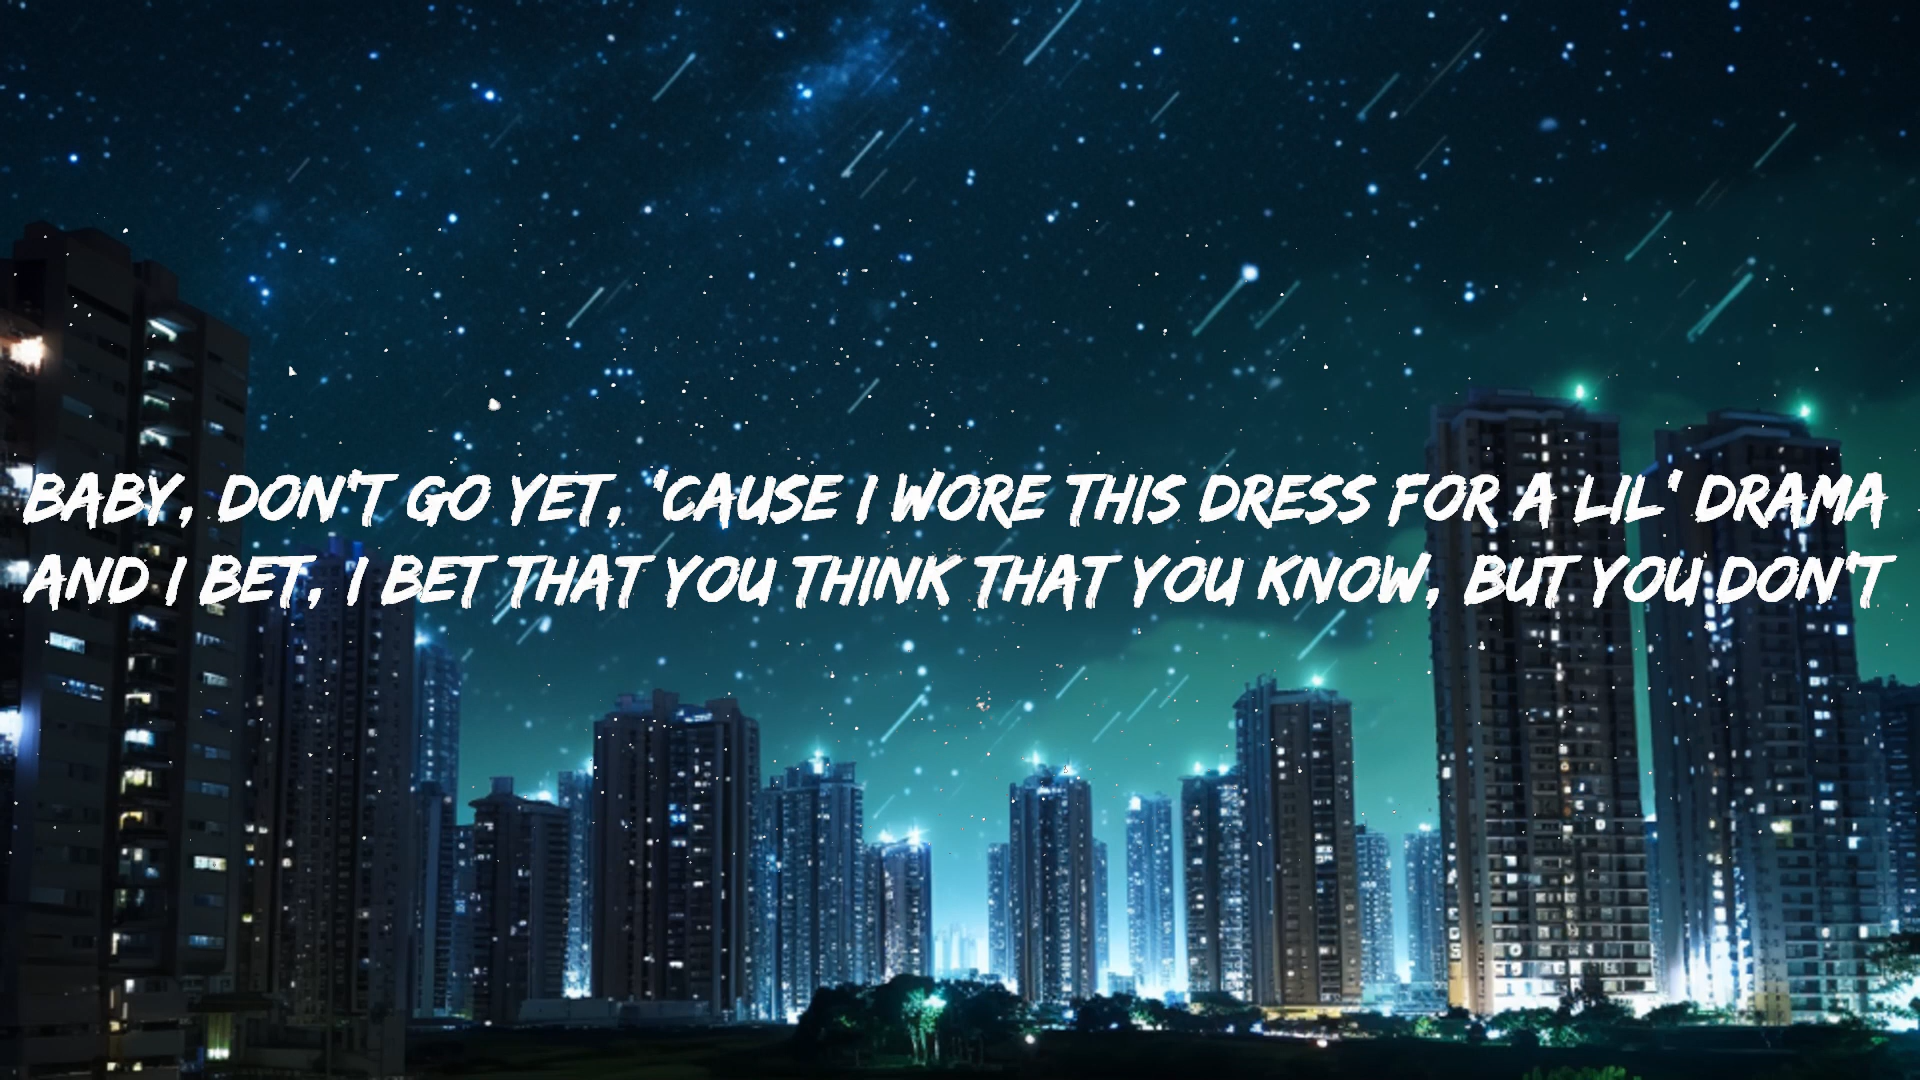 BABY, DON'T GO YET, 'CAUSE I WORE THIS DRESS FOR A LIL' DRAMA
AND I BET, I BET THAT YOU THINK THAT YOU KNOW, BUT YOU DON'T